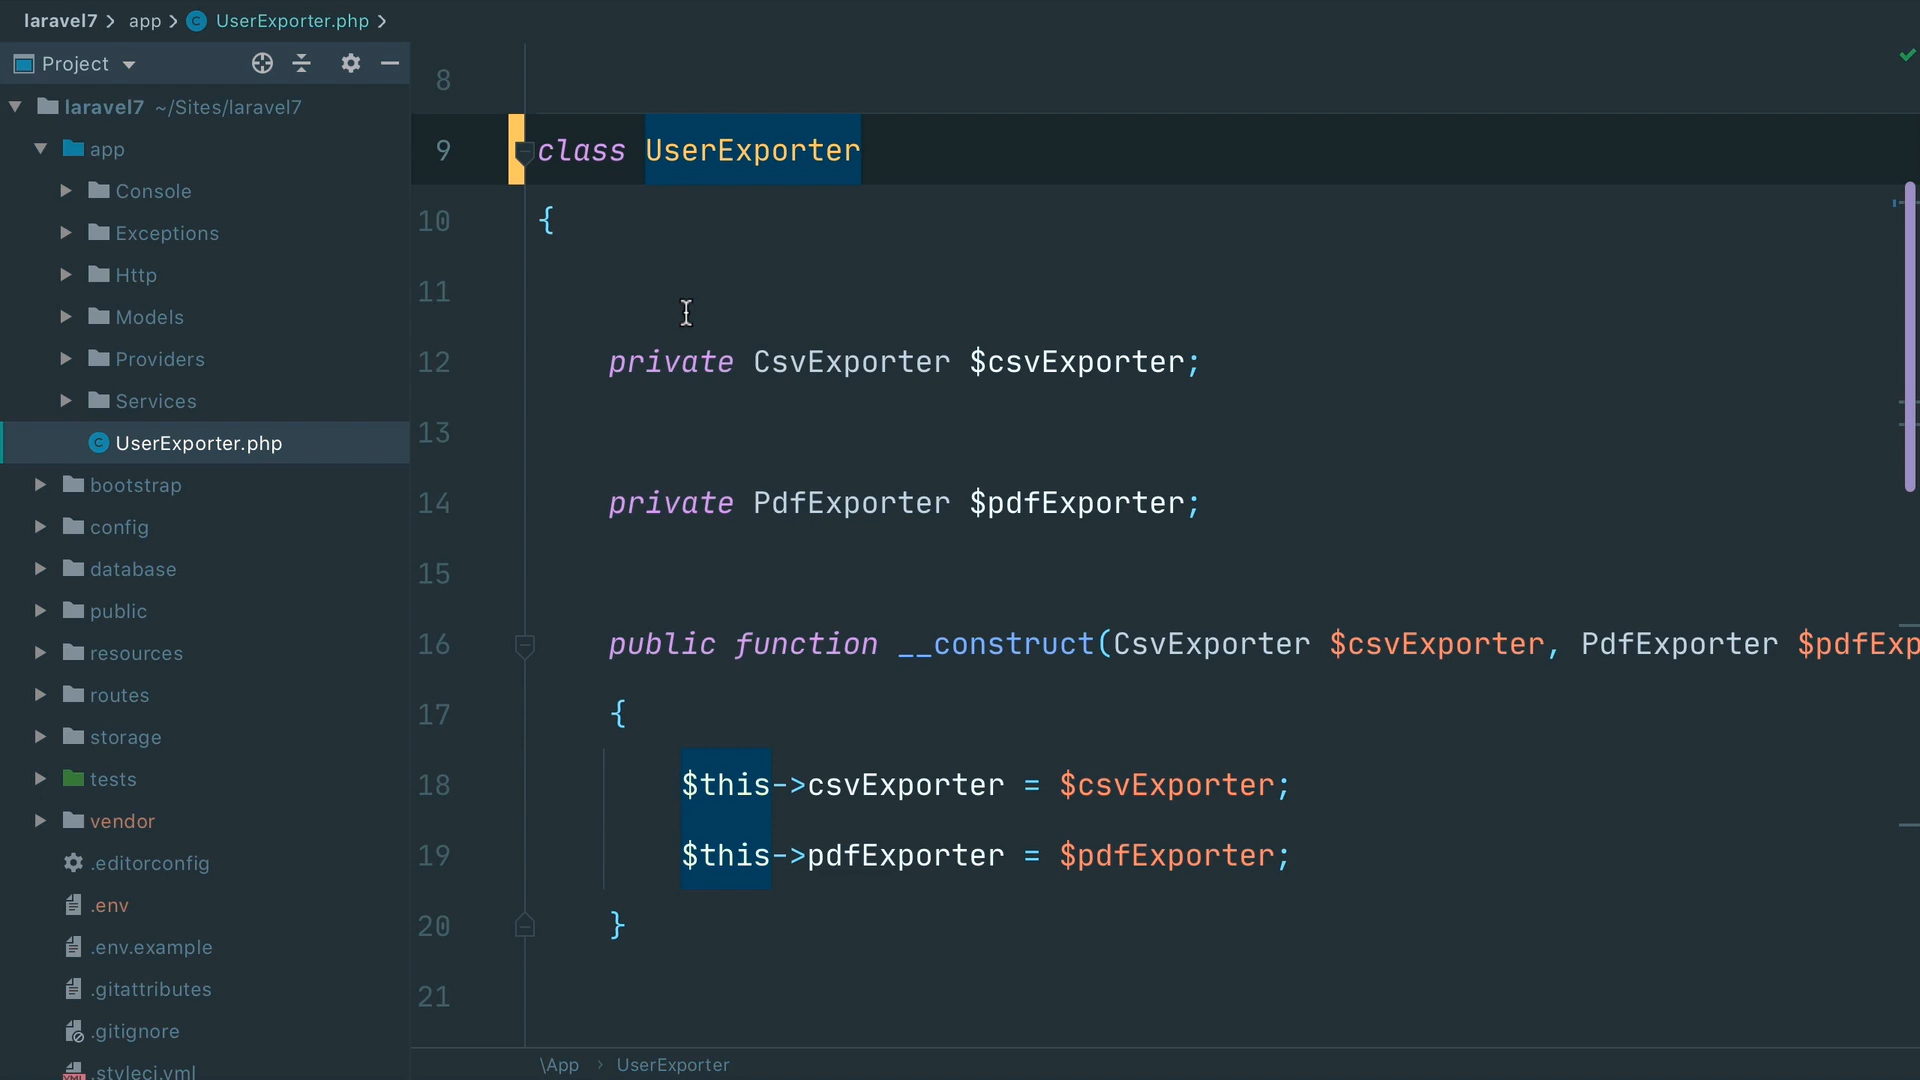 laravel7 > app > UserExporter.php >
Project
laravel7 ~/Sites/laravel7
app
Console
Exceptions
Http
Models
Providers
Services
UserExporter.php
bootstrap
config
database
public
resources
routes
storage
tests
vendor
.editorconfig
.env
.env.example
.gitattributes
.gitignore
.styleci.yml
8
9 class UserExporter
10 {
11
12 private CsvExporter $csvExporter;
13
14 private PdfExporter $pdfExporter;
15
16 public function __construct(CsvExporter $csvExporter, PdfExporter $pdfExp
17 {
18 $this->csvExporter = $csvExporter;
19 $this->pdfExporter = $pdfExporter;
20 }
21
\App > UserExporter